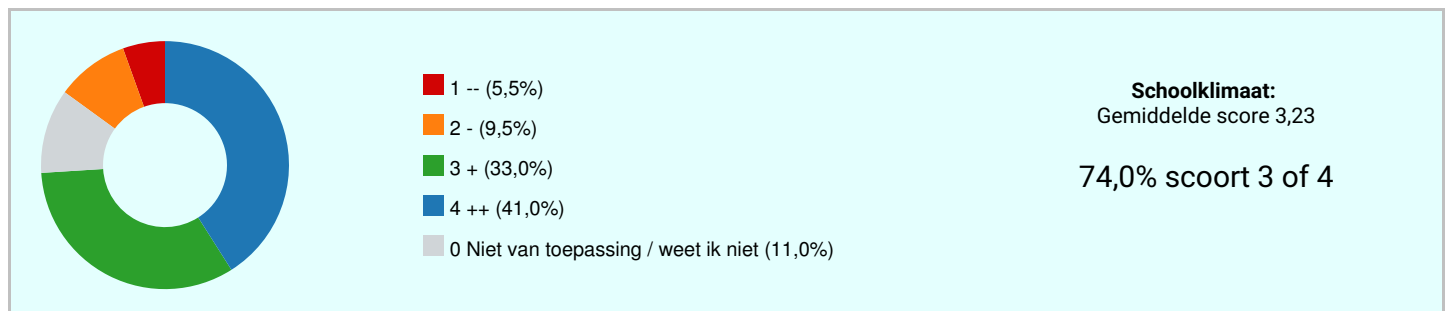 1 -- (5,5%)
2 - (9,5%)
3 + (33,0%)
4 ++ (41,0%)
0 Niet van toepassing / weet ik niet (11,0%)
Schoolklimaat:
Gemiddelde score 3,23
74,0% scoort 3 of 4